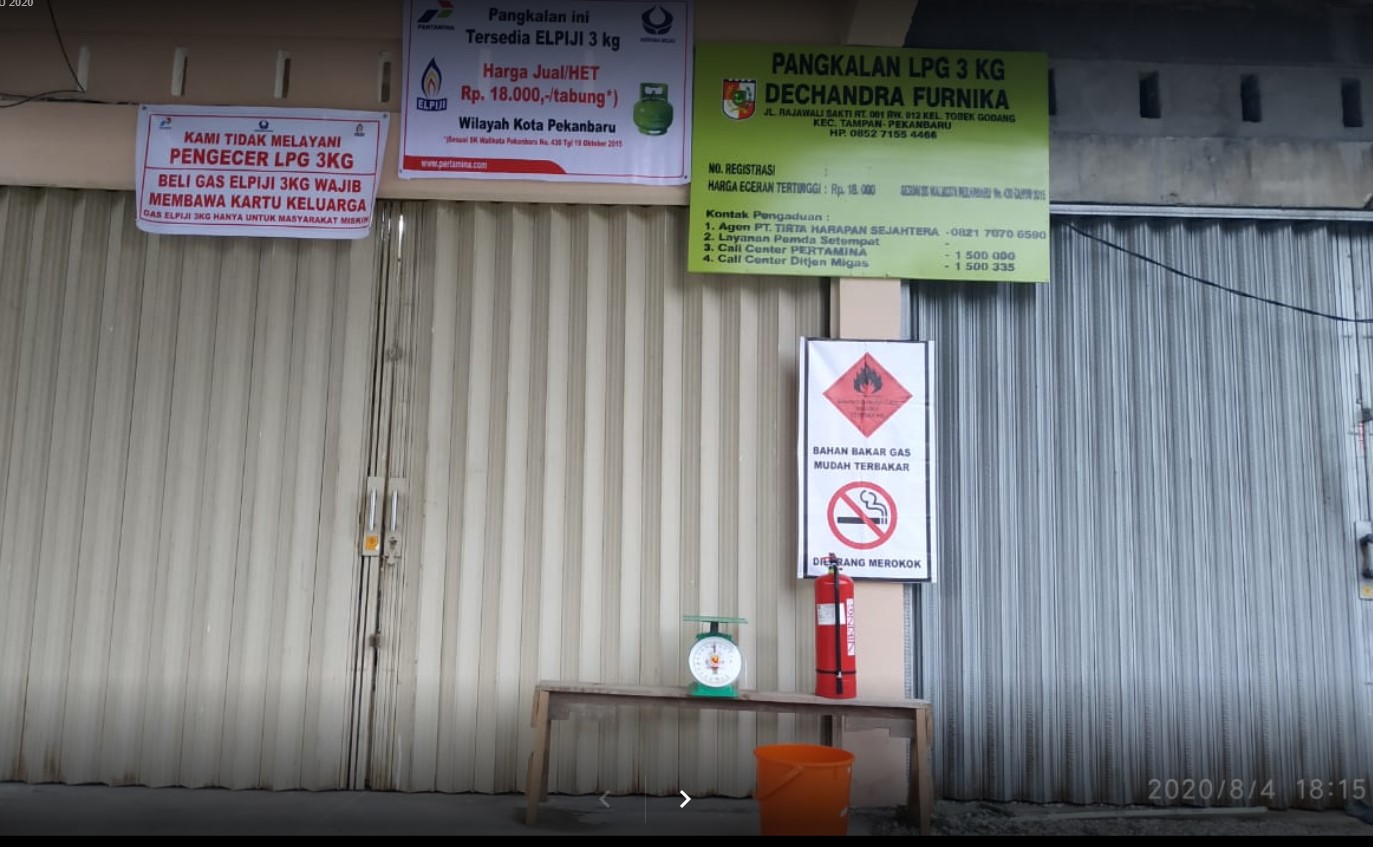 2020
KAMI TIDAK MELAYANI
PENGECER LPG 3KG
BELI GAS ELPIJI 3KG WAJIB
MEMBAWA KARTU KELUARGA
GAS ELPIJI 3KG HANYA UNTUK MASYARAKAT MISKIN
PERTAMINA
Pangkalan ini
Tersedia ELPIJI 3 kg
Harga Jual/HET
Rp. 18.000,-/tabung*)
ELPIJI
Wilayah Kota Pekanbaru
*)Sesuai SK Walikota Pekanbaru No. 430 Tgl 19 Oktober 2015
www.pertamina.com
PANGKALAN LPG 3 KG
DECHANDRA FURNIKA
JL. RAJAWALI SAKTI RT. 001 RW. 012 KEL. TOBEK GODANG
KEC. TAMPAN- PEKANBARU
HP. 0852 7155 4466
NO. REGISTRASI :
HARGA ECERAN TERTINGGI : Rp. 18. 000
Kontak Pengaduan :
1. Agen PT. TIRTA HARAPAN SEJAHTERA -0821 7070 6590
2. Layanan Pemda Setempat -
3. Call Center PERTAMINA - 1 500 000
4. Call Center Ditjen Migas - 1 500 335
BAHAN BAKAR GAS
MUDAH TERBAKAR
MEROKOK
2020/8/4 18:15